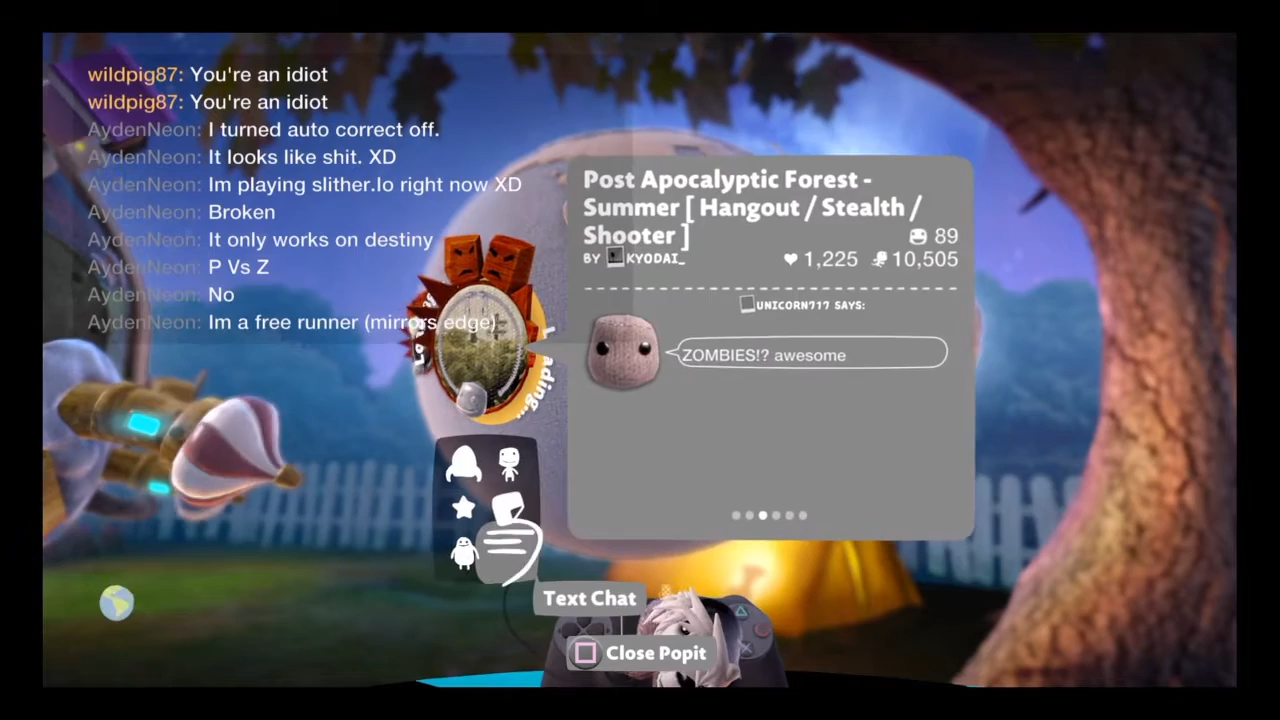 wildpig87: You're an idiot
wildpig87: You're an idiot
AydenNeon: I turned auto correct off.
AydenNeon: It looks like shit. XD
AydenNeon: Im playing slither.Io right now XD
AydenNeon: Broken
AydenNeon: It only works on destiny
AydenNeon: P Vs Z
AydenNeon: No
AydenNeon: Im a free runner (mirrors edge)
Post Apocalyptic Forest -
Summer [ Hangout / Stealth /
Shooter ]
89
BY KYODAI_
1,225
10,505
UNICORN717 SAYS:
ZOMBIES!? awesome
Text Chat
Close Popit